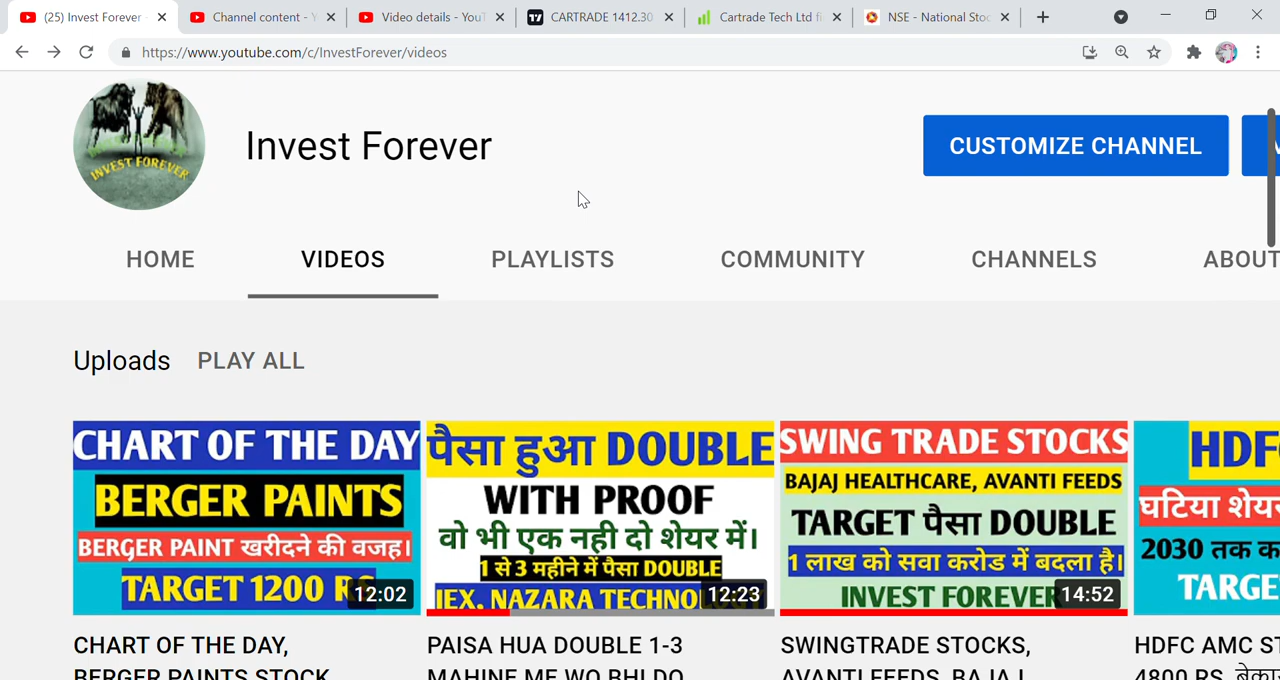 (25) Invest Forever -
Channel content - Y
Video details - YouT
CARTRADE 1412.30
Cartrade Tech Ltd fi
NSE - National Stoc
https://www.youtube.com/c/InvestForever/videos
INVEST FOREVER
Invest Forever
CUSTOMIZE CHANNEL
HOME
VIDEOS
PLAYLISTS
COMMUNITY
CHANNELS
ABOUT
Uploads
PLAY ALL
CHART OF THE DAY
BERGER PAINTS
BERGER PAINT खरीदने की वजह।
TARGET 1200 R
12:02
CHART OF THE DAY,
BERGER PAINTS STOCK
पैसा हुआ DOUBLE
WITH PROOF
वो भी एक नही दो शेयर में।
1 से 3 महीने में पैसा DOUBLE
IEX, NAZARA TECHNO
12:23
PAISA HUA DOUBLE 1-3
MAHINE ME WO BHI DO
SWING TRADE STOCKS
BAJAJ HEALTHCARE, AVANTI FEEDS
TARGET पैसा DOUBLE
1 लाख को सवा करोड में बदला है।
INVEST FOREVER
14:52
SWINGTRADE STOCKS,
AVANTI FEEDS, BAJAJ
HDF
घटिया शेयर
2030 तक क
TARGE
HDFC AMC ST
4800 RS, बेका